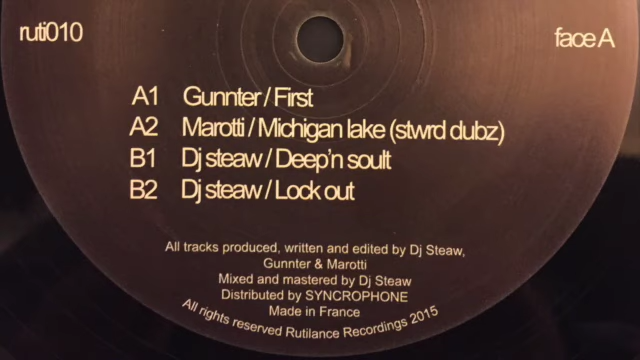 ruti010
face A
A1 Gunnter / First
A2 Marotti / Michigan lake (stwrd dubz)
B1 Dj steaw / Deep'n soult
B2 Dj steaw / Lock out
All tracks produced, written and edited by Dj Steaw,
Gunnter & Marotti
Mixed and mastered by Dj Steaw
Distributed by SYNCROPHONE
Made in France
All rights reserved Rutilance Recordings 2015